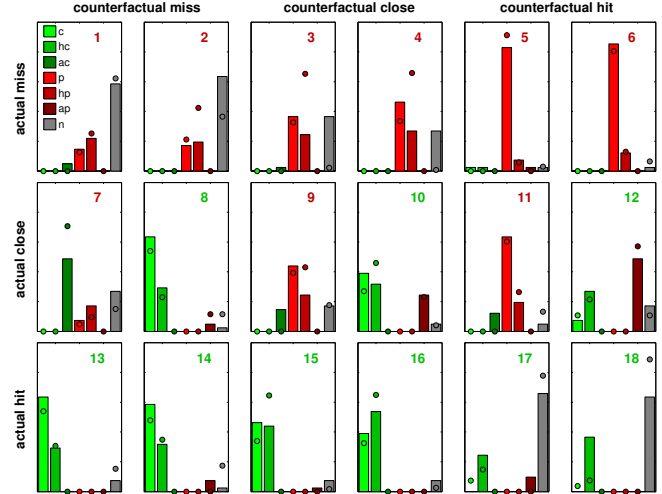 counterfactual miss counterfactual close counterfactual hit
actual miss
c
hc
ac
p
hp
ap
n
1 2 3 4 5 6
actual close
7 8 9 10 11 12
actual hit
13 14 15 16 17 18